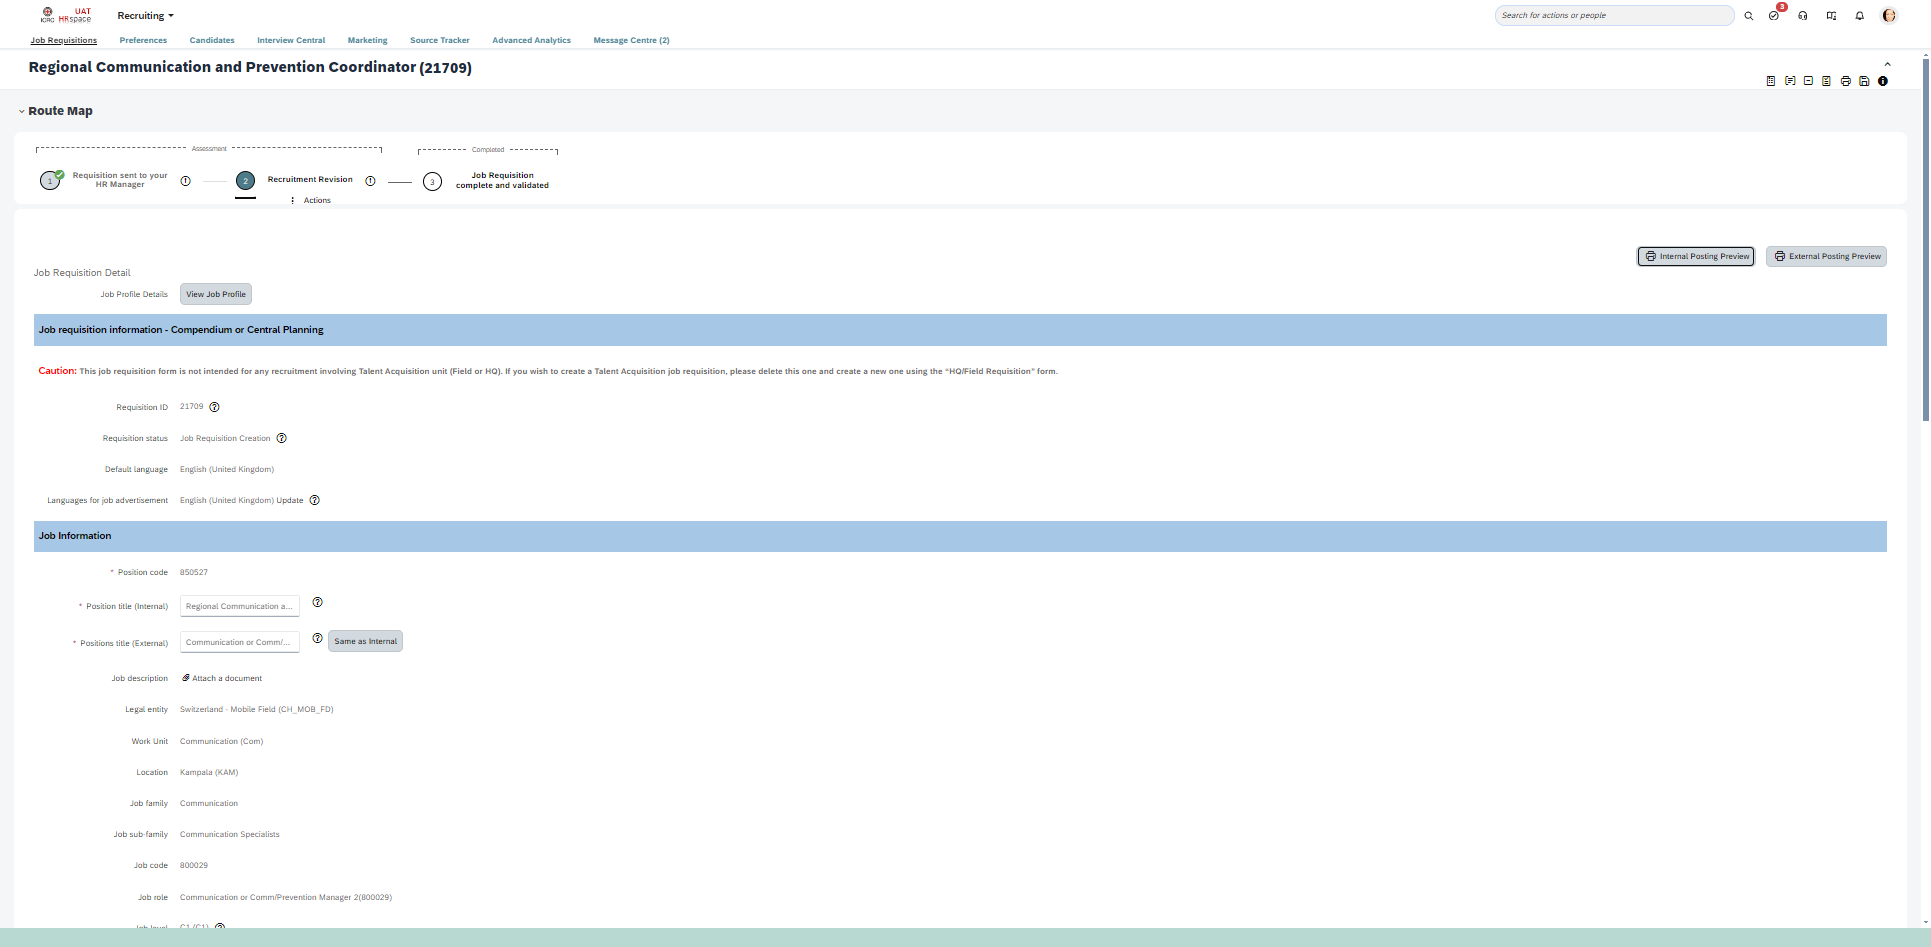 ICRC UAT HRspace Recruiting Search for actions or people 3
Job Requisitions Preferences Candidates Interview Central Marketing Source Tracker Advanced Analytics Message Centre (2)
Regional Communication and Prevention Coordinator (21709)
Route Map
Assessment Completed
1 Requisition sent to your HR Manager 2 Recruitment Revision 3 Job Requisition complete and validated
Actions
Internal Posting Preview External Posting Preview
Job Requisition Detail
Job Profile Details View Job Profile
Job requisition information - Compendium or Central Planning
Caution: This job requisition form is not intended for any recruitment involving Talent Acquisition unit (Field or HQ). If you wish to create a Talent Acquisition job requisition, please delete this one and create a new one using the “HQ/Field Requisition” form.
Requisition ID 21709
Requisition status Job Requisition Creation
Default language English (United Kingdom)
Languages for job advertisement English (United Kingdom) Update
Job Information
* Position code 850527
* Position title (Internal) Regional Communication a...
* Positions title (External) Communication or Comm/... Same as Internal
Job description Attach a document
Legal entity Switzerland - Mobile Field (CH_MOB_FD)
Work Unit Communication (Com)
Location Kampala (KAM)
Job family Communication
Job sub-family Communication Specialists
Job code 800029
Job role Communication or Comm/Prevention Manager 2(800029)
Job level C1 (C1)